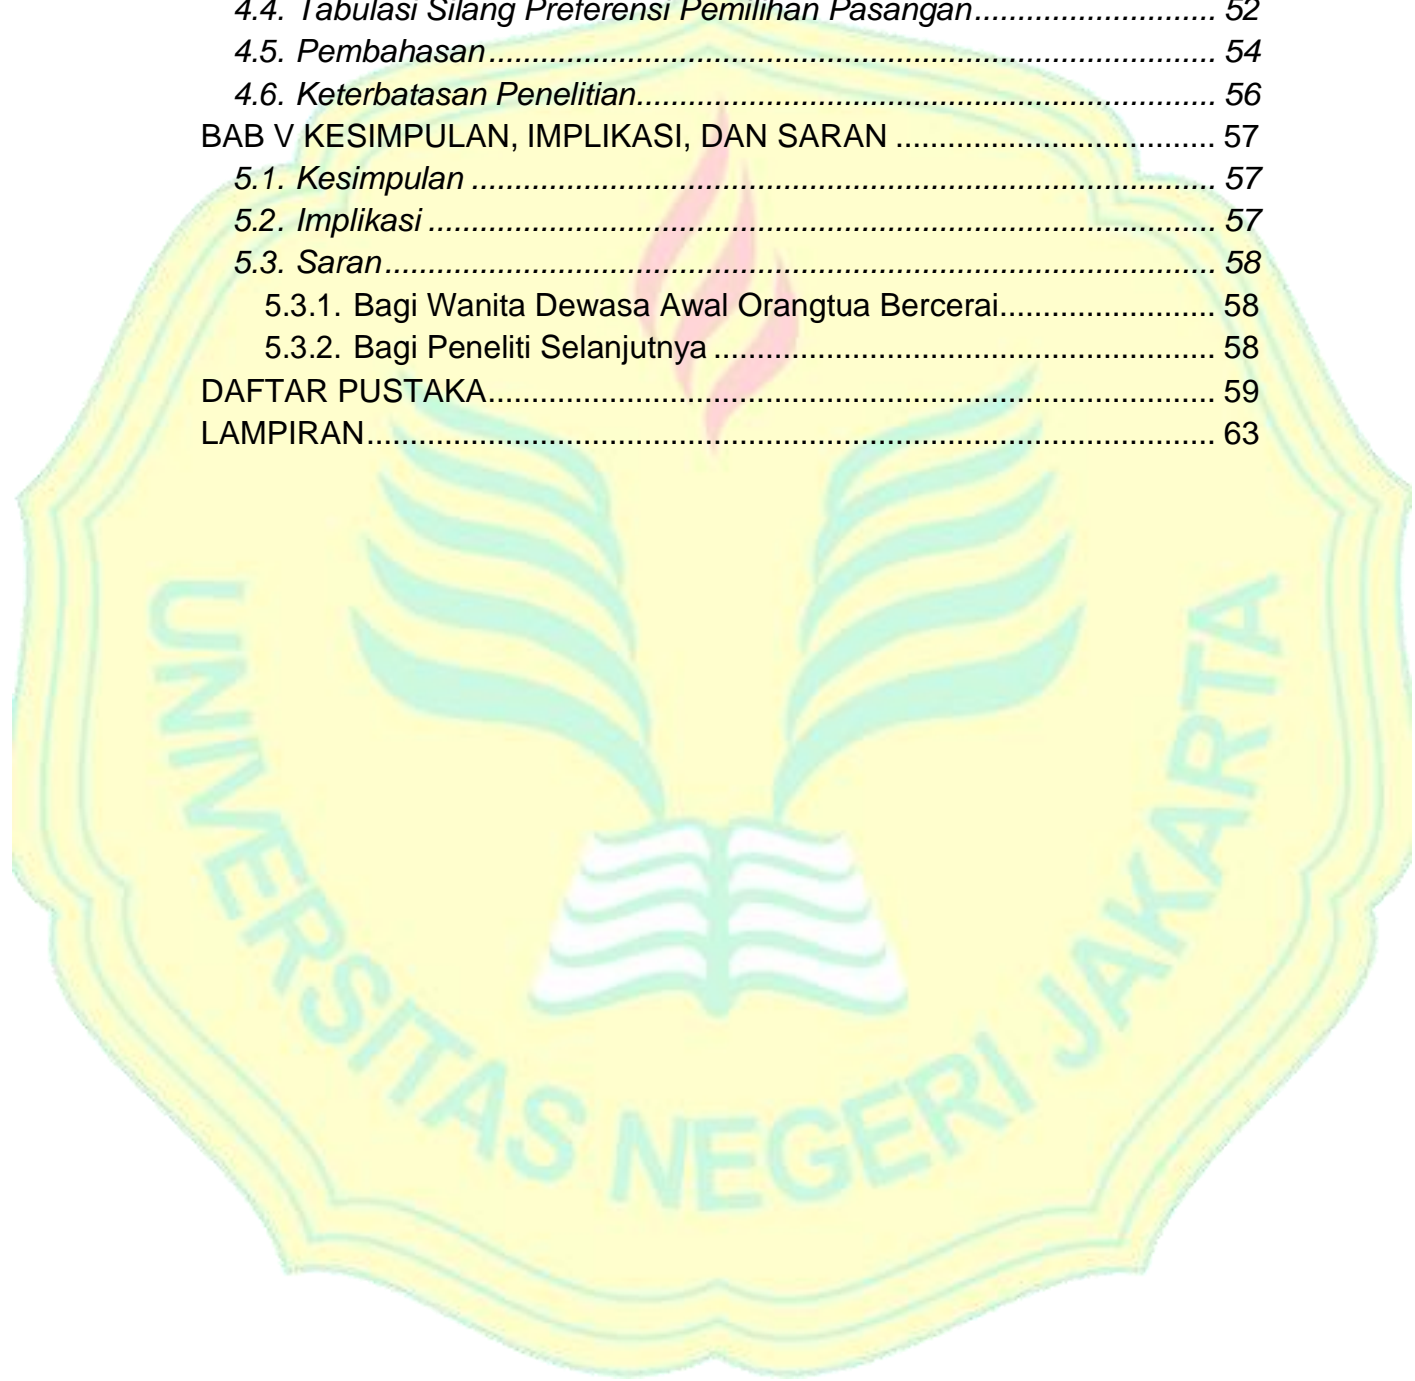 4.4. Tabulasi Silang Preferensi Pemilihan Pasangan........................... 52
4.5. Pembahasan.................................................................................. 54
4.6. Keterbatasan Penelitian................................................................ 56
BAB V KESIMPULAN, IMPLIKASI, DAN SARAN ................................... 57
5.1. Kesimpulan ................................................................................... 57
5.2. Implikasi ........................................................................................ 57
5.3. Saran............................................................................................. 58
5.3.1. Bagi Wanita Dewasa Awal Orangtua Bercerai........................ 58
5.3.2. Bagi Peneliti Selanjutnya ........................................................ 58
DAFTAR PUSTAKA................................................................................. 59
LAMPIRAN............................................................................................... 63
UNIVERSITAS NEGERI JAKARTA